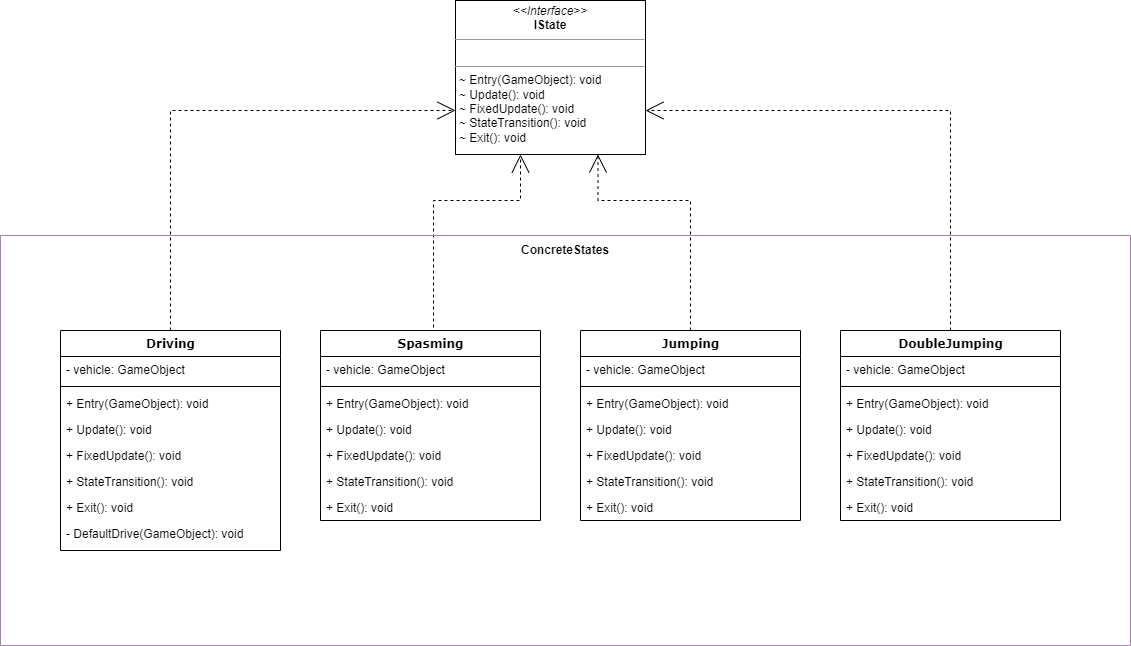 <<Interface>>
IState
~ Entry(GameObject): void
~ Update(): void
~ FixedUpdate(): void
~ StateTransition(): void
~ Exit(): void
ConcreteStates
Driving
- vehicle: GameObject
+ Entry(GameObject): void
+ Update(): void
+ FixedUpdate(): void
+ StateTransition(): void
+ Exit(): void
- DefaultDrive(GameObject): void
Spasming
- vehicle: GameObject
+ Entry(GameObject): void
+ Update(): void
+ FixedUpdate(): void
+ StateTransition(): void
+ Exit(): void
Jumping
- vehicle: GameObject
+ Entry(GameObject): void
+ Update(): void
+ FixedUpdate(): void
+ StateTransition(): void
+ Exit(): void
DoubleJumping
- vehicle: GameObject
+ Entry(GameObject): void
+ Update(): void
+ FixedUpdate(): void
+ StateTransition(): void
+ Exit(): void